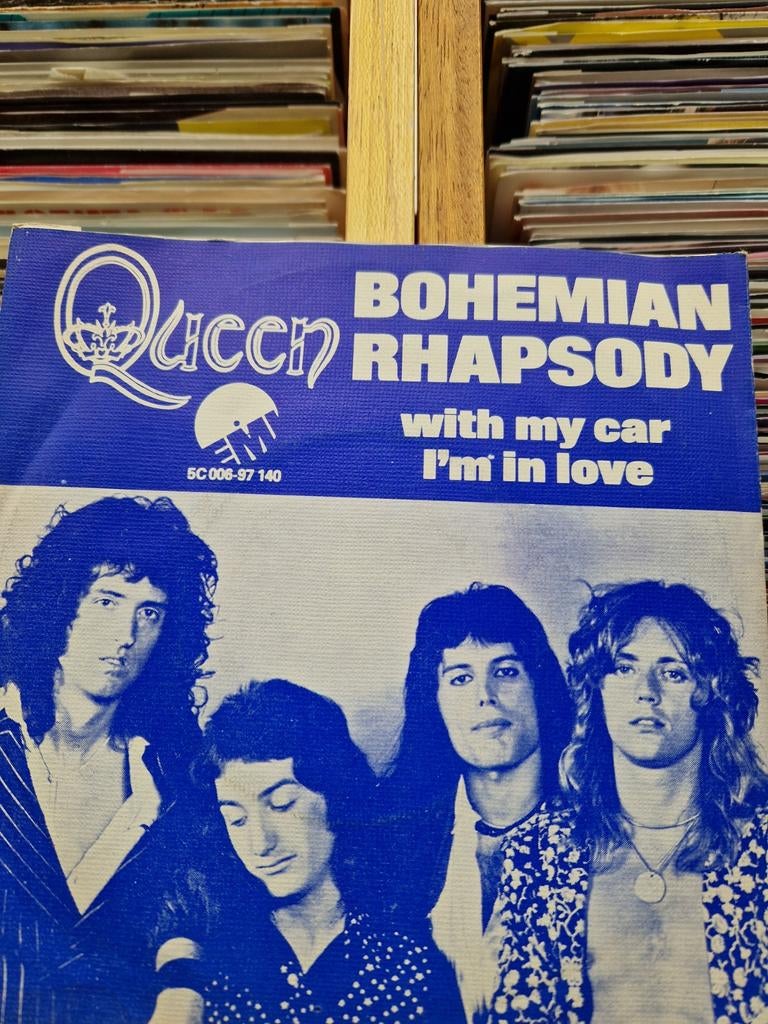 Queen
BOHEMIAN
RHAPSODY
with my car
I'm in love
EMI
5C 006-97 140